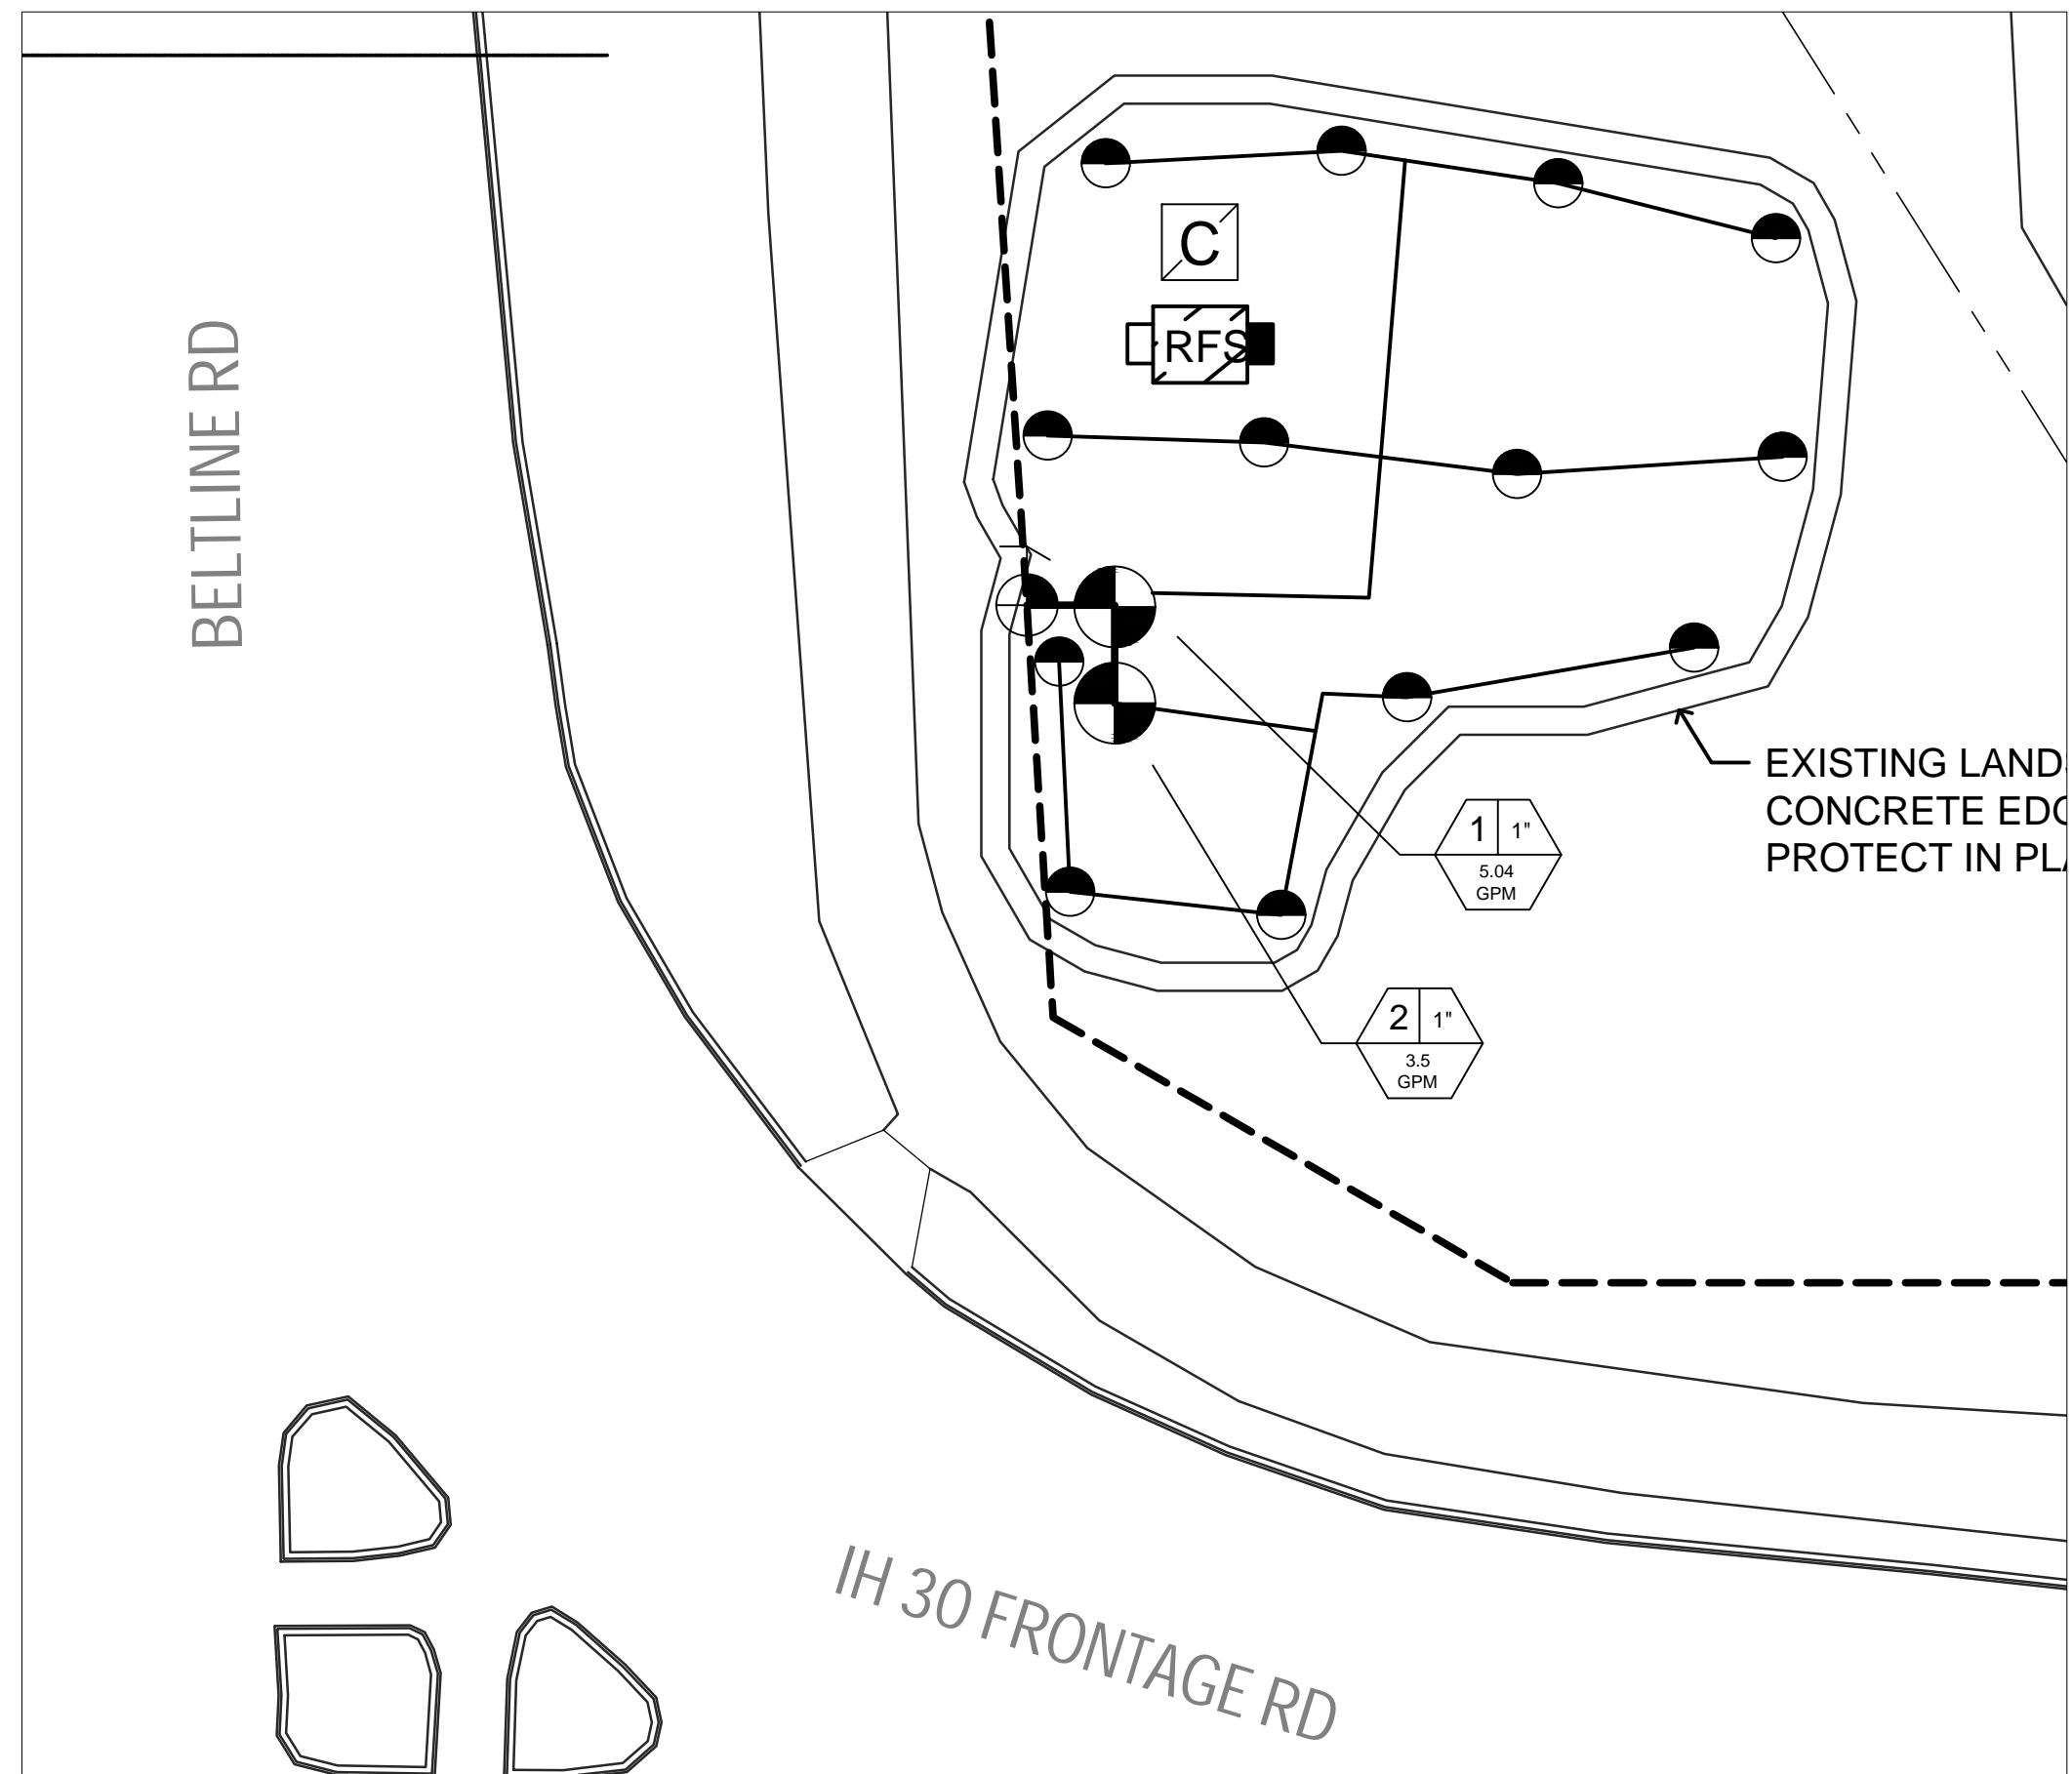 C
RFS
BELTLINE RD
EXISTING LAND
CONCRETE ED
PROTECT IN PL
1 1"
5.04
GPM
2 1"
3.5
GPM
IH 30 FRONTAGE RD